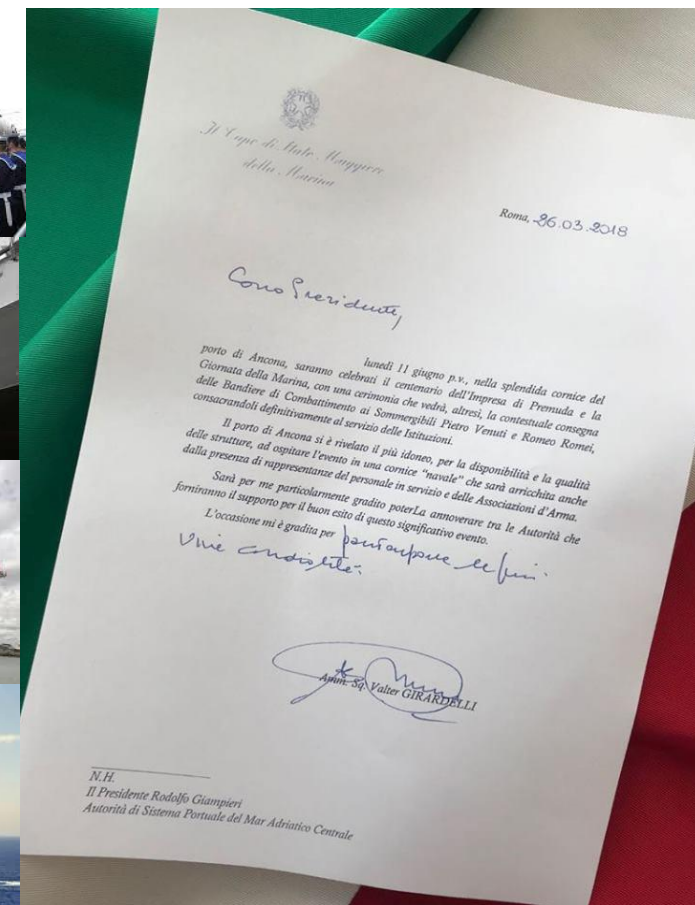 Il Capo di Stato Maggiore
della Marina
Roma, 26.03.2018
Caro Presidente,
lunedì 11 giugno p.v., nella splendida cornice del
porto di Ancona, saranno celebrati il centenario dell'Impresa di Premuda e la
Giornata della Marina, con una cerimonia che vedrà, altresì, la contestuale consegna
delle Bandiere di Combattimento ai Sommergibili Pietro Venuti e Romeo Romei,
consacrandoli definitivamente al servizio delle Istituzioni.
Il porto di Ancona si è rivelato il più idoneo, per la disponibilità e la qualità
delle strutture, ad ospitare l'evento in una cornice "navale" che sarà arricchita anche
dalla presenza di rappresentanze del personale in servizio e delle Associazioni d'Arma.
Sarà per me particolarmente gradito poterLa annoverare tra le Autorità che
forniranno il supporto per il buon esito di questo significativo evento.
L'occasione mi è gradita per le più
vive cordialità.
Amm. Sq. Valter GIRARDELLI
N.H.
Il Presidente Rodolfo Giampieri
Autorità di Sistema Portuale del Mar Adriatico Centrale